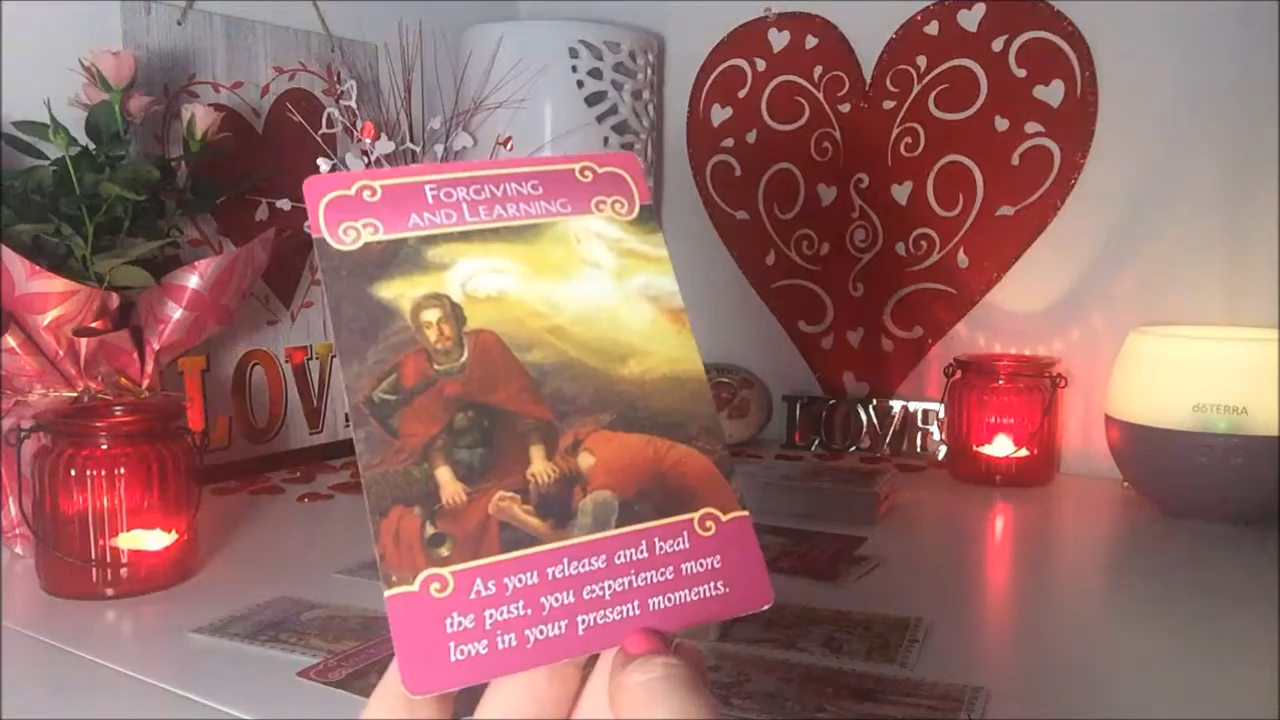 FORGIVING
AND LEARNING
As you release and heal
the past, you experience more
love in your present moments.
LOV
LOVE
dōTERRA